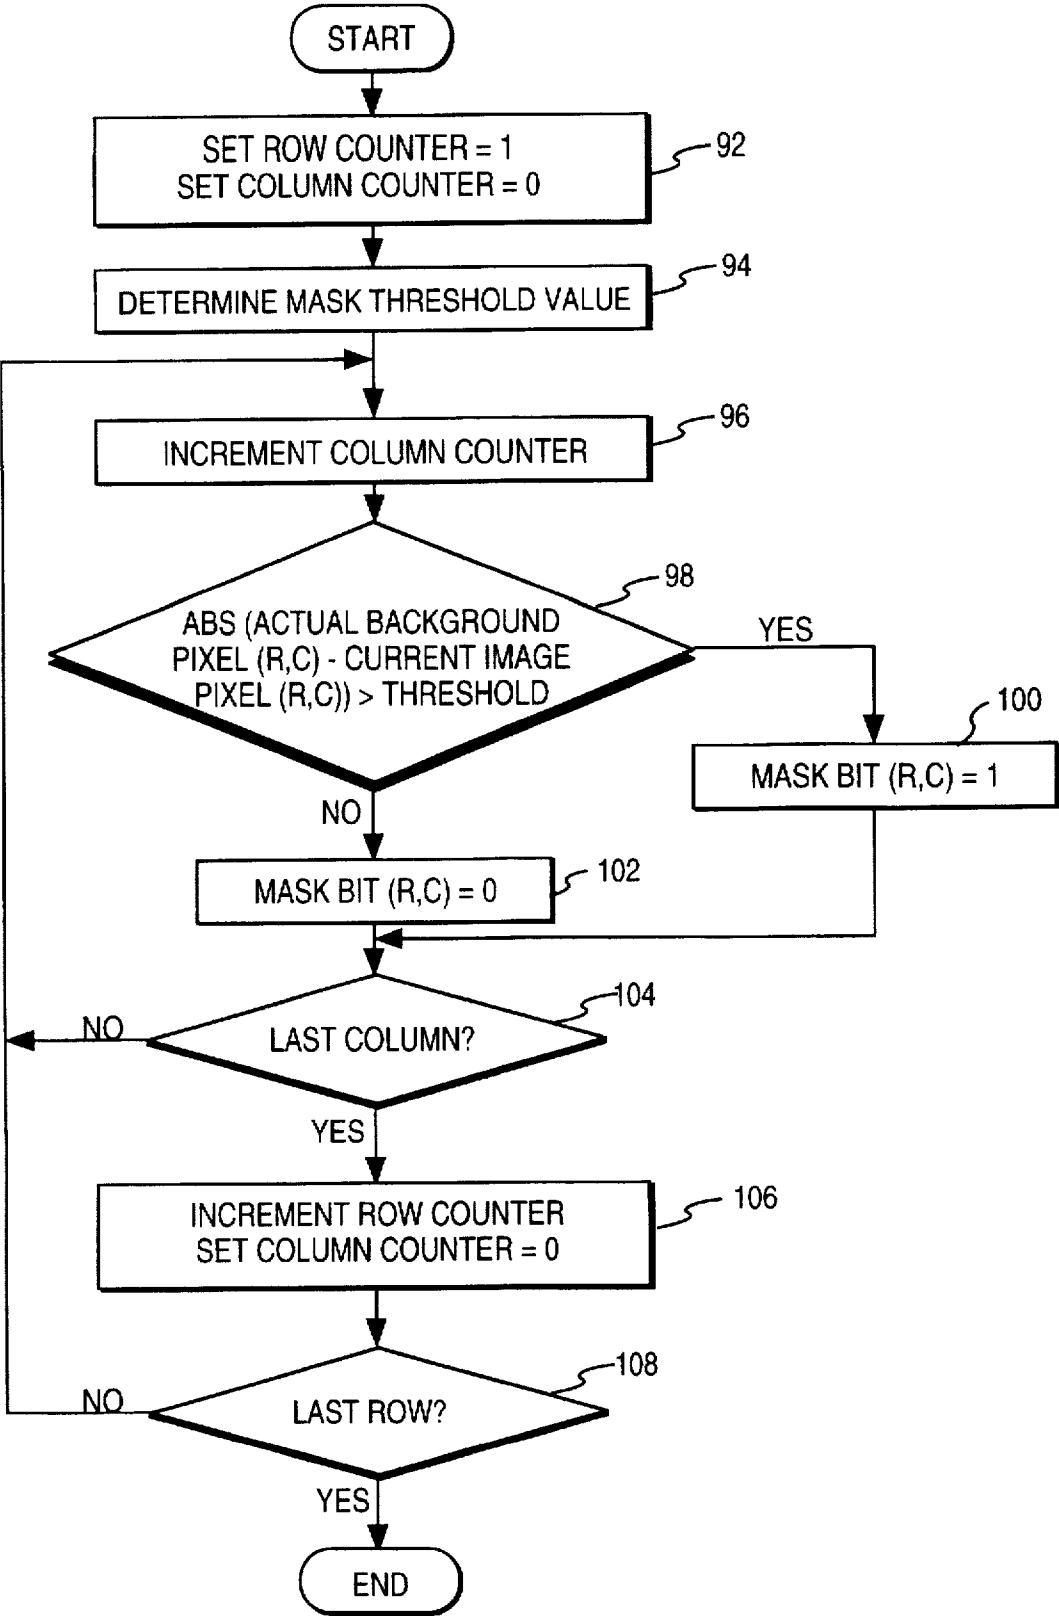 START
SET ROW COUNTER = 1
SET COLUMN COUNTER = 0
92
DETERMINE MASK THRESHOLD VALUE
94
INCREMENT COLUMN COUNTER
96
ABS (ACTUAL BACKGROUND
PIXEL (R,C) - CURRENT IMAGE
PIXEL (R,C)) > THRESHOLD
98
YES
MASK BIT (R,C) = 1
100
NO
MASK BIT (R,C) = 0
102
LAST COLUMN?
104
NO
YES
INCREMENT ROW COUNTER
SET COLUMN COUNTER = 0
106
LAST ROW?
108
NO
YES
END